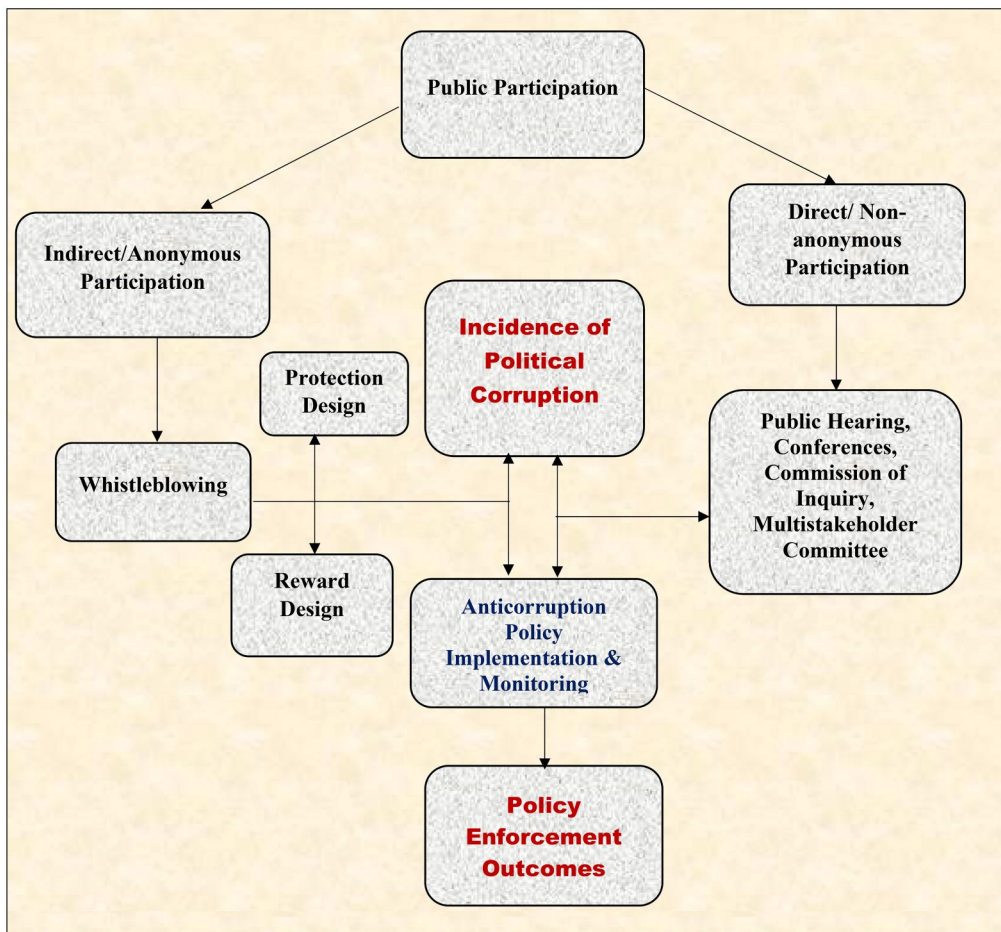 Public Participation
Indirect/Anonymous
Participation
Direct/ Non-
anonymous
Participation
Incidence of
Political
Corruption
Protection
Design
Whistleblowing
Public Hearing,
Conferences,
Commission of
Inquiry,
Multistakeholder
Committee
Reward
Design
Anticorruption
Policy
Implementation &
Monitoring
Policy
Enforcement
Outcomes